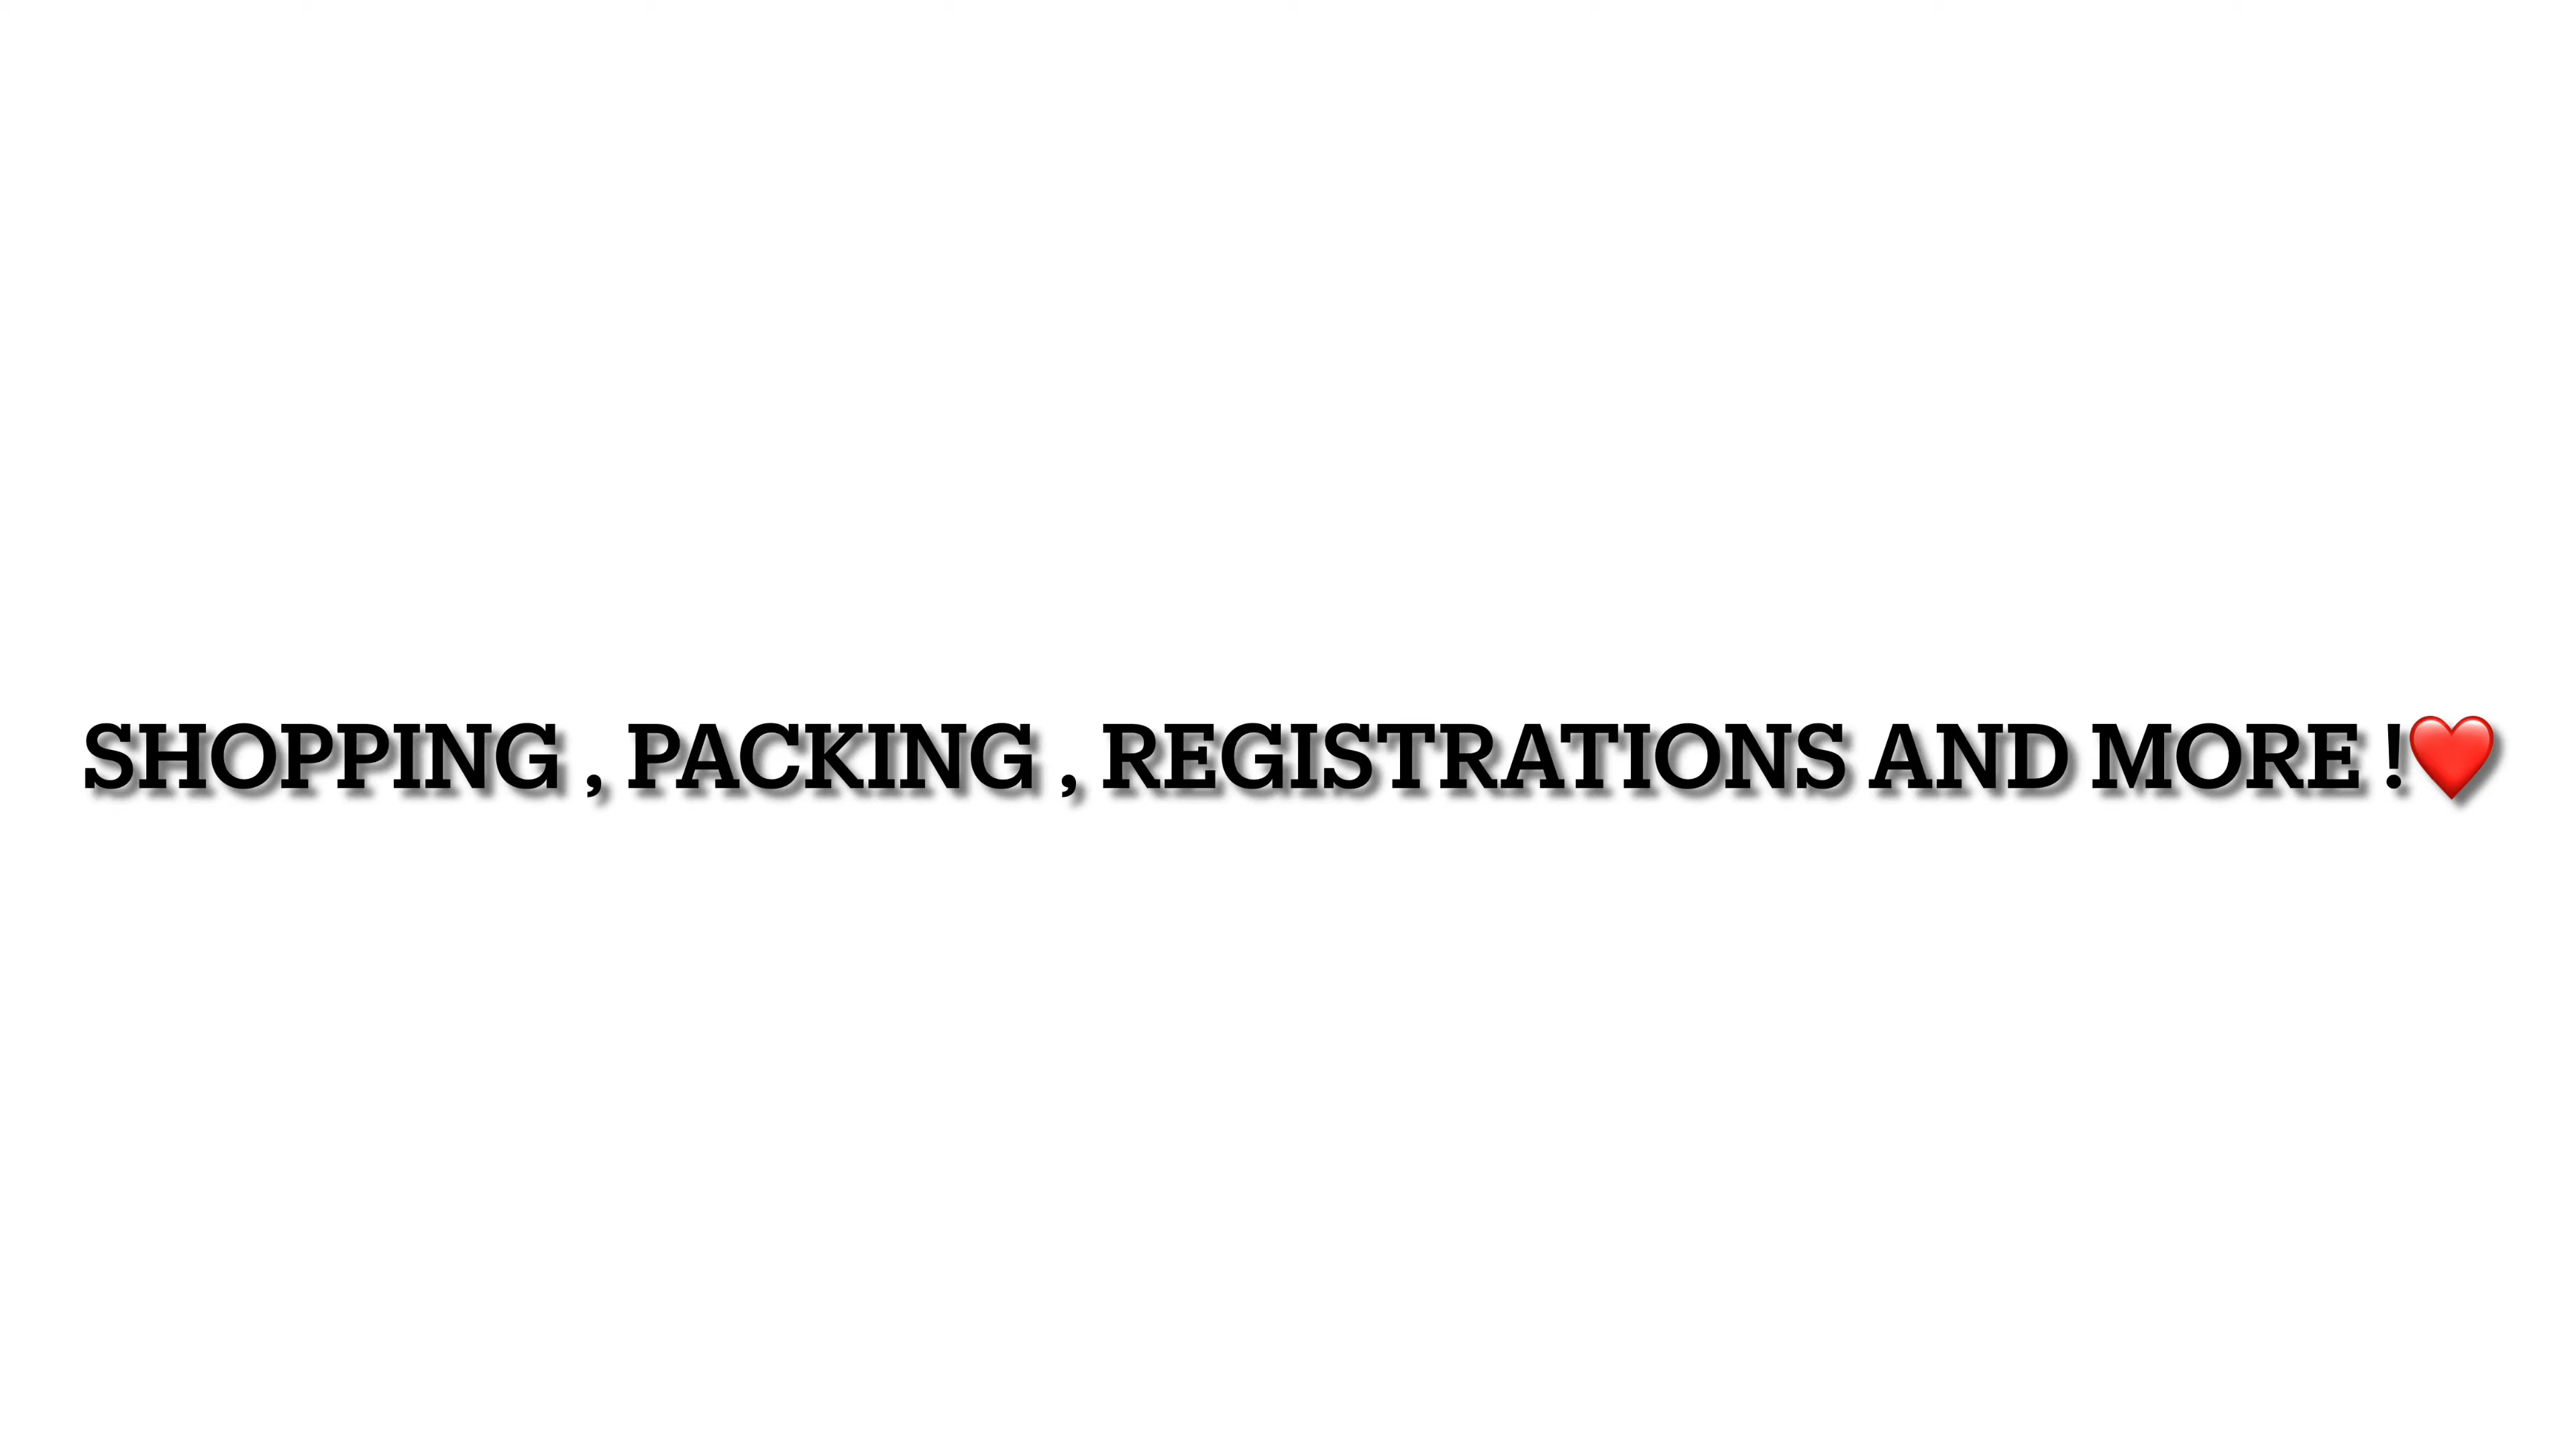 SHOPPING , PACKING , REGISTRATIONS AND MORE !❤️